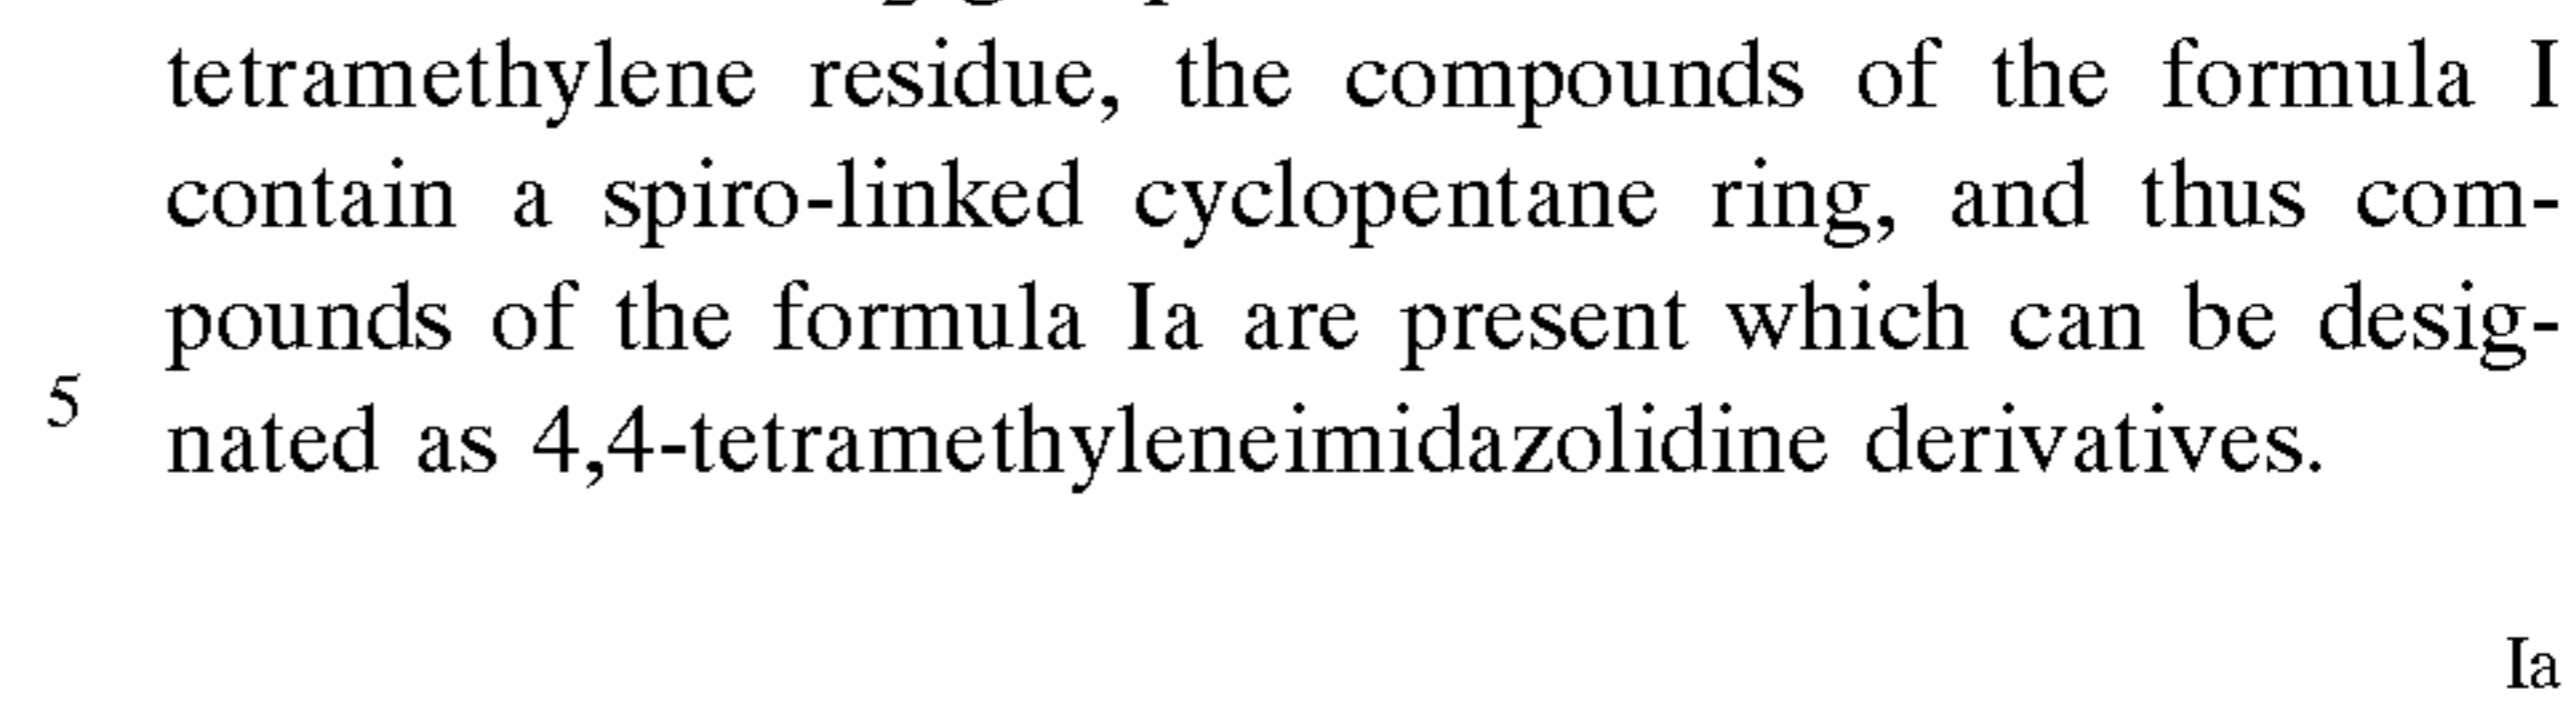 tetramethylene residue, the compounds of the formula I
contain a spiro-linked cyclopentane ring, and thus com-
pounds of the formula Ia are present which can be desig-
5
nated as 4,4-tetramethyleneimidazolidine derivatives.
Ia